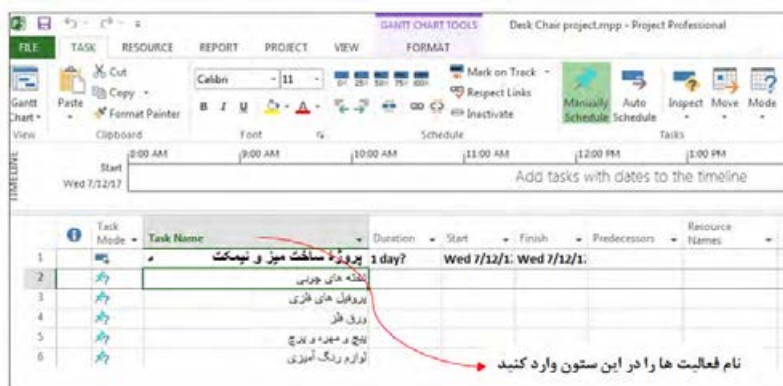 GANTT CHART TOOLS Desk Chair project.mpp - Project Professional
FILE TASK RESOURCE REPORT PROJECT VIEW FORMAT
Gantt Chart
View
Paste
Cut
Copy
Format Painter
Clipboard
Calibri 11
B I U A
Font
0% 25% 50% 75% 100%
Mark on Track
Respect Links
Inactivate
Schedule
Manually Schedule
Auto Schedule
Inspect Move Mode
Tasks
TIMELINE
Start
Wed 7/12/17
8:00 AM 9:00 AM 10:00 AM 11:00 AM 12:00 PM 1:00 PM
Add tasks with dates to the timeline
Task Mode Task Name Duration Start Finish Predecessors Resource Names
1 پروژه ساخت میز و نیمکت 1 day? Wed 7/12/1 Wed 7/12/1
2 تخته های چوبی
3 پروفیل های فلزی
4 ورق فلز
5 پیچ و مهره و پرچ
6 لوازم رنگ آمیزی
نام فعالیت ها را در این ستون وارد کنید